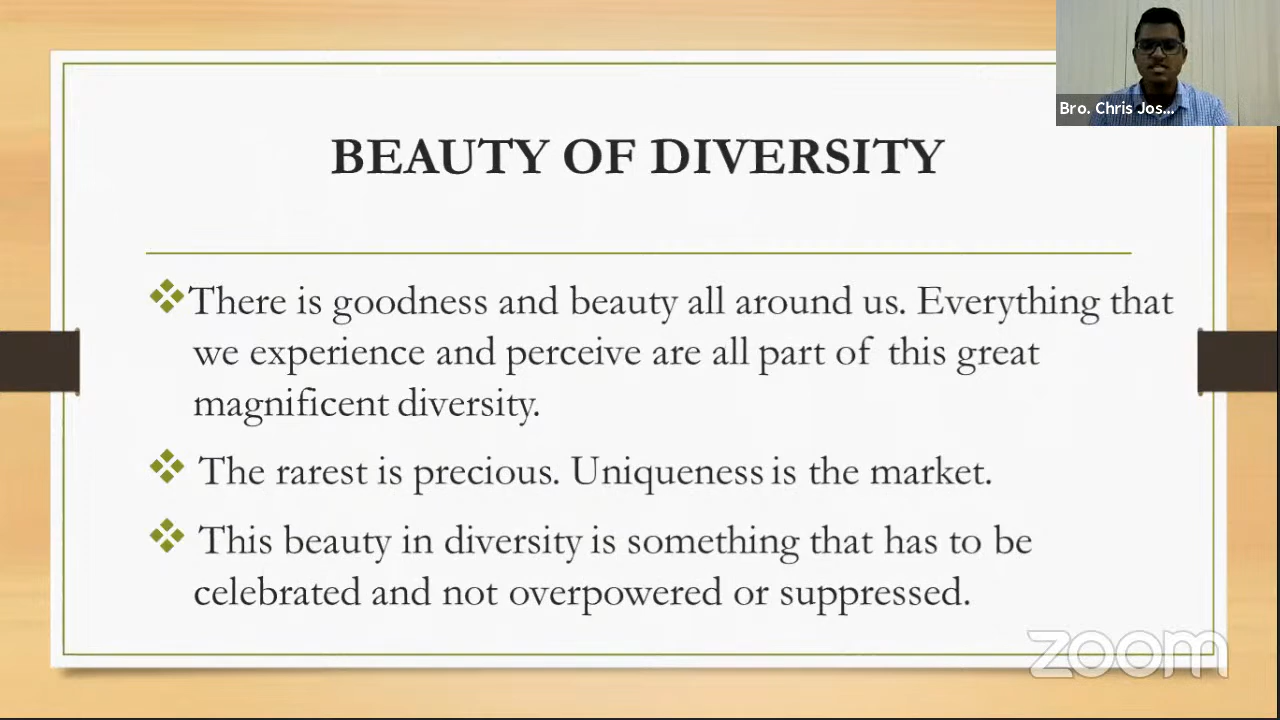 Bro. Chris Jos...
BEAUTY OF DIVERSITY
There is goodness and beauty all around us. Everything that
we experience and perceive are all part of this great
magnificent diversity.
The rarest is precious. Uniqueness is the market.
This beauty in diversity is something that has to be
celebrated and not overpowered or suppressed.
zoom